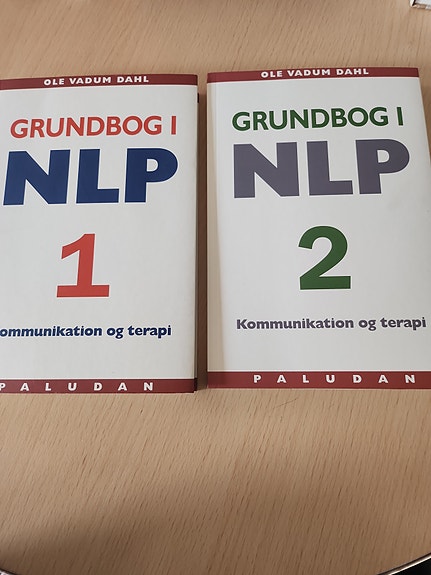 OLE VADUM DAHL
GRUNDBOG I
NLP
1
ommunikation og terapi
PALUDAN
OLE VADUM DAHL
GRUNDBOG I
NLP
2
Kommunikation og terapi
PALUDAN